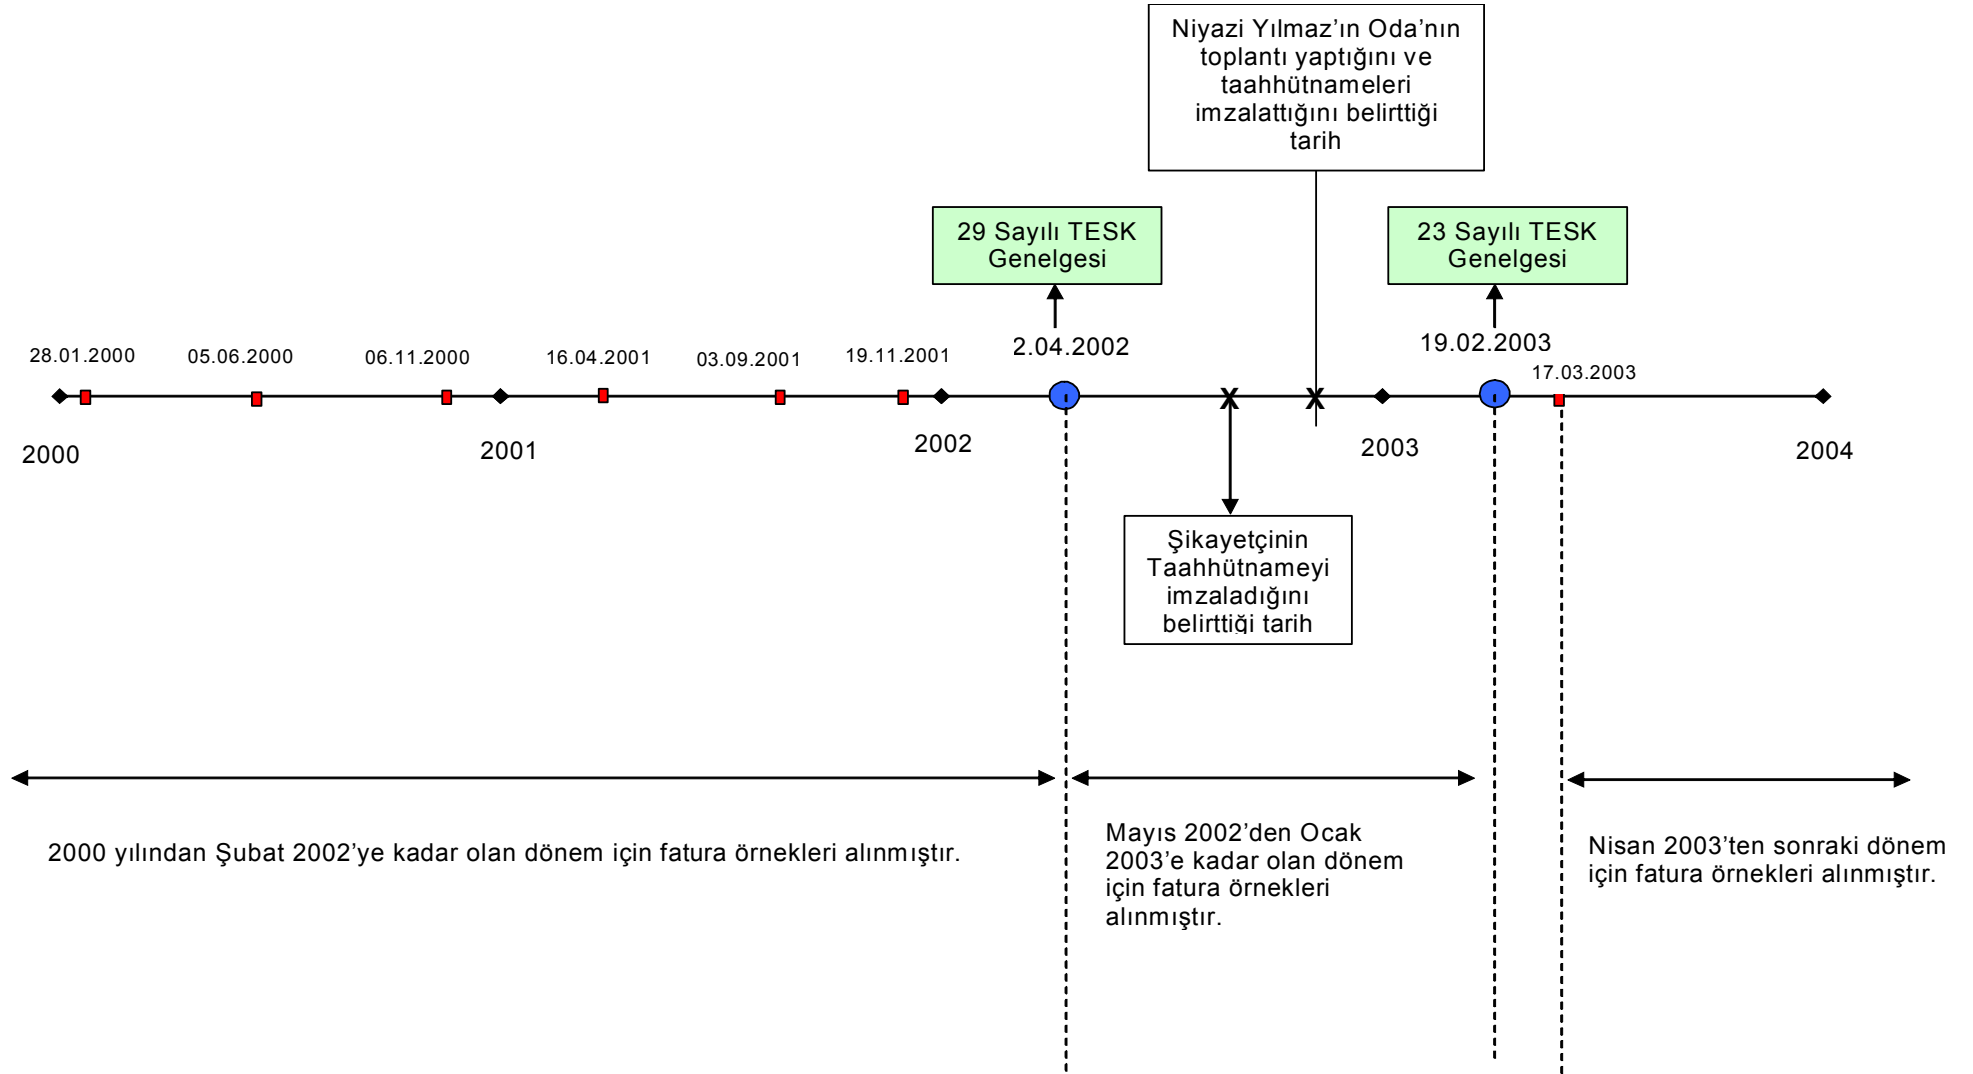 Niyazi Yılmaz’ın Oda’nın
toplantı yaptığını ve
taahhütnameleri
imzalattığını belirttiği
tarih
29 Sayılı TESK
Genelgesi
23 Sayılı TESK
Genelgesi
28.01.2000
05.06.2000
06.11.2000
16.04.2001
03.09.2001
19.11.2001
2.04.2002
19.02.2003
17.03.2003
2000
2001
2002
2003
2004
Şikayetçinin
Taahhütnameyi
imzaladığını
belirttiği tarih
2000 yılından Şubat 2002’ye kadar olan dönem için fatura örnekleri alınmıştır.
Mayıs 2002’den Ocak
2003’e kadar olan dönem
için fatura örnekleri
alınmıştır.
Nisan 2003’ten sonraki dönem
için fatura örnekleri alınmıştır.